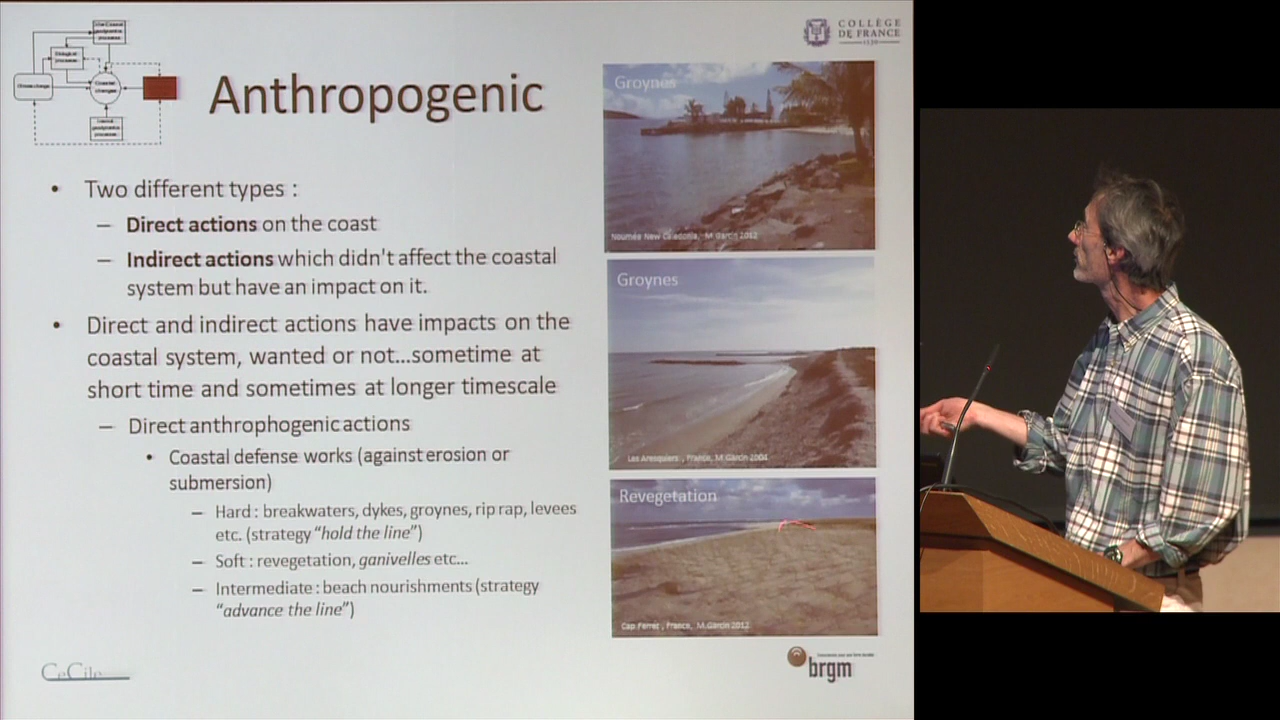 COLLÈGE
DE FRANCE
1530
Anthropogenic
• Two different types :
– Direct actions on the coast
– Indirect actions which didn't affect the coastal
system but have an impact on it.
• Direct and indirect actions have impacts on the
coastal system, wanted or not...sometime at
short time and sometimes at longer timescale
– Direct anthrophogenic actions
• Coastal defense works (against erosion or
submersion)
– Hard : breakwaters, dykes, groynes, rip rap, levees
etc. (strategy "hold the line")
– Soft : revegetation, ganivelles etc...
– Intermediate : beach nourishments (strategy
"advance the line")
Groynes
Nouméa New Caledonia, M Garcin 2012
Groynes
Les Aresquiers , France, M Garcin 2004
Revegetation
Cap Ferret , France, M Garcin 2012
CeCile
brgm